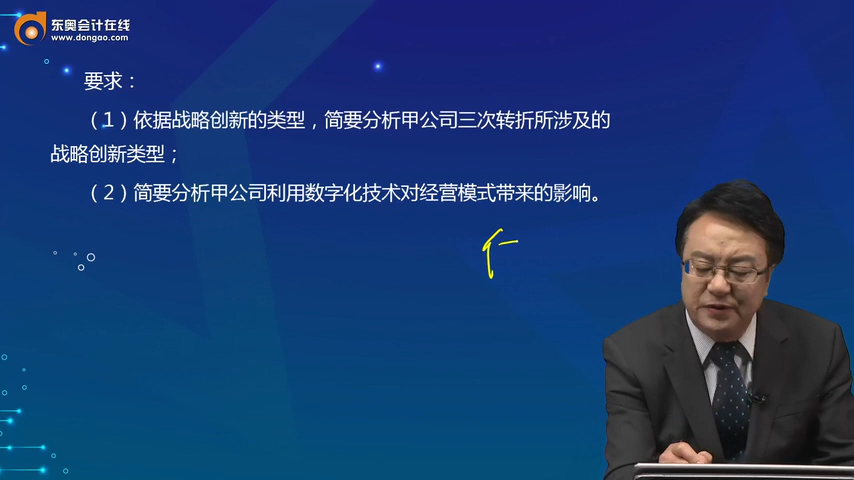 东奥会计在线
www.dongao.com
要求：
（1）依据战略创新的类型，简要分析甲公司三次转折所涉及的
战略创新类型；
（2）简要分析甲公司利用数字化技术对经营模式带来的影响。